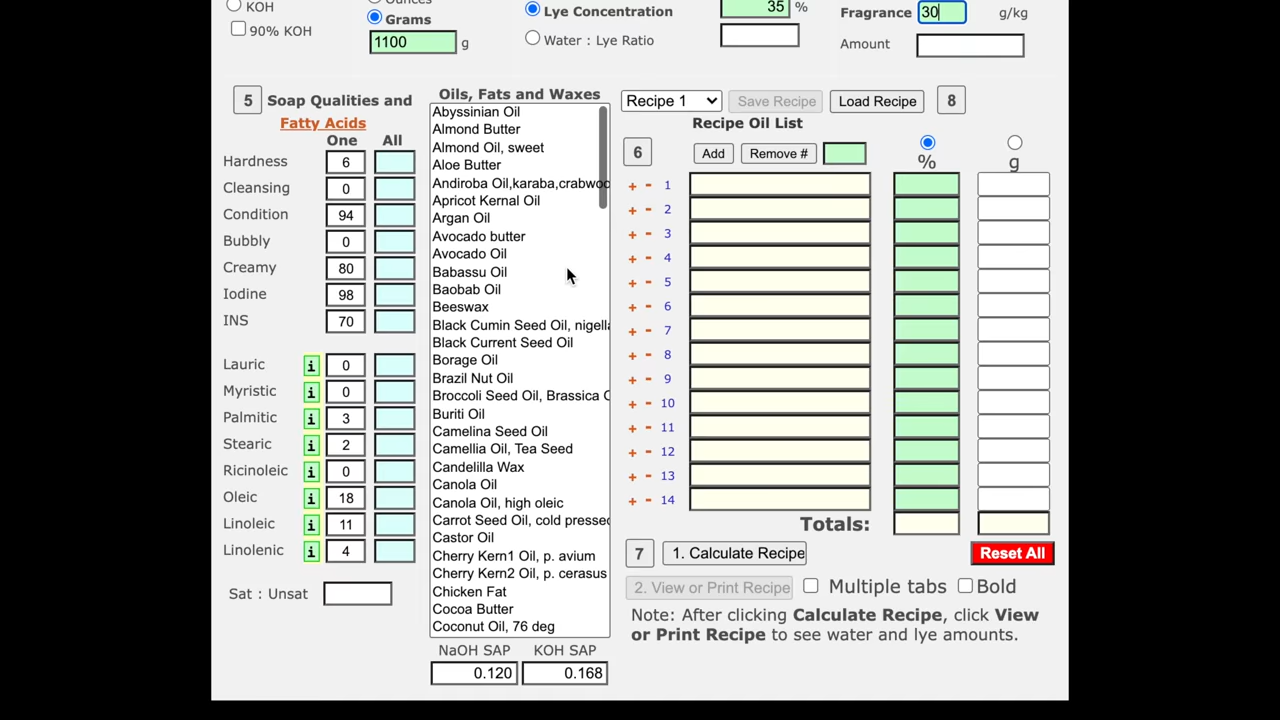 KOH
Ounces
Grams
90% KOH
1100 g
Lye Concentration
35 %
Water : Lye Ratio
Fragrance 30 g/kg
Amount
5 Soap Qualities and
Fatty Acids
One All
Hardness 6
Cleansing 0
Condition 94
Bubbly 0
Creamy 80
Iodine 98
INS 70
Lauric i 0
Myristic i 0
Palmitic i 3
Stearic i 2
Ricinoleic i 0
Oleic i 18
Linoleic i 11
Linolenic i 4
Sat : Unsat
Oils, Fats and Waxes
Abyssinian Oil
Almond Butter
Almond Oil, sweet
Aloe Butter
Andiroba Oil,karaba,crabwoo
Apricot Kernal Oil
Argan Oil
Avocado butter
Avocado Oil
Babassu Oil
Baobab Oil
Beeswax
Black Cumin Seed Oil, nigell
Black Current Seed Oil
Borage Oil
Brazil Nut Oil
Broccoli Seed Oil, Brassica
Buriti Oil
Camelina Seed Oil
Camellia Oil, Tea Seed
Candelilla Wax
Canola Oil
Canola Oil, high oleic
Carrot Seed Oil, cold pressed
Castor Oil
Cherry Kern1 Oil, p. avium
Cherry Kern2 Oil, p. cerasus
Chicken Fat
Cocoa Butter
Coconut Oil, 76 deg
NaOH SAP KOH SAP
0.120 0.168
Recipe 1 Save Recipe Load Recipe 8
Recipe Oil List
6 Add Remove # % g
+ - 1
+ - 2
+ - 3
+ - 4
+ - 5
+ - 6
+ - 7
+ - 8
+ - 9
+ - 10
+ - 11
+ - 12
+ - 13
+ - 14
Totals:
7 1. Calculate Recipe Reset All
2. View or Print Recipe Multiple tabs Bold
Note: After clicking Calculate Recipe, click View
or Print Recipe to see water and lye amounts.